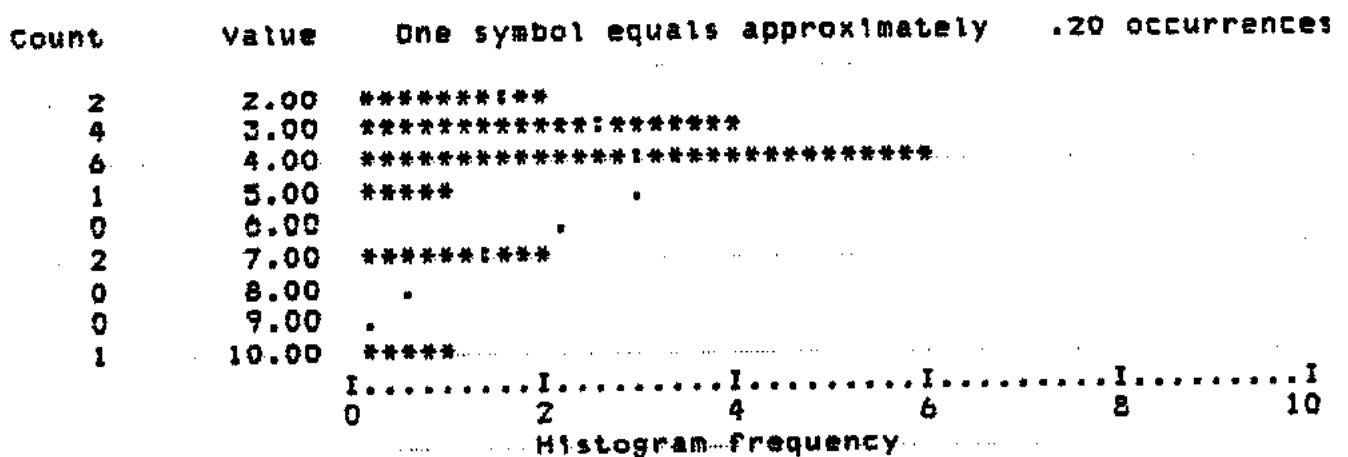 Count Value One symbol equals approximately .20 occurrences
2 2.00 *******:**
4 3.00 ************:*******
6 4.00 **************:***************
1 5.00 ***** .
0 6.00 .
2 7.00 ******:***
0 8.00 .
0 9.00 .
1 10.00 *****
I.........I.........I.........I.........I.........I
0 2 4 6 8 10
Histogram frequency